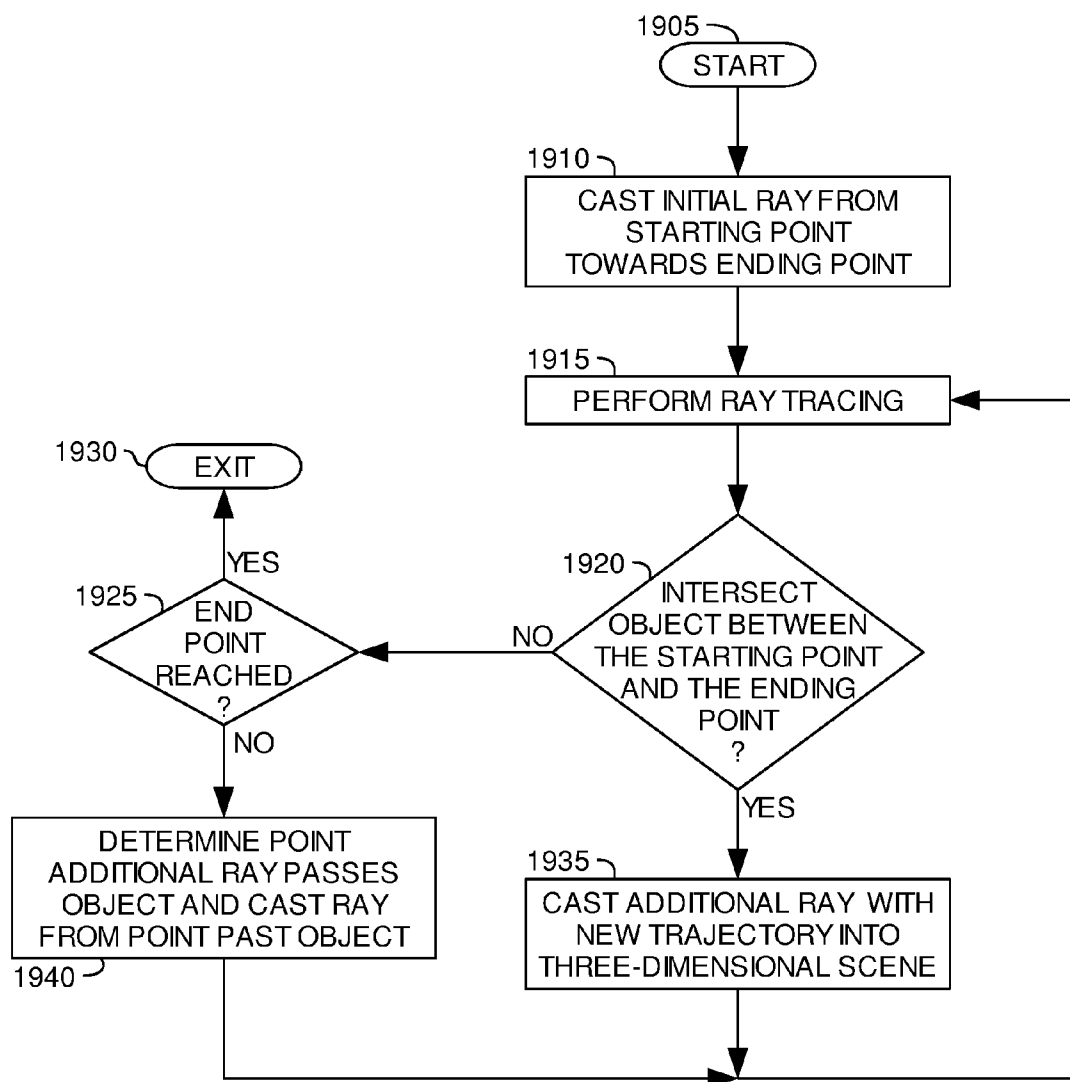 1905
START
1910
CAST INITIAL RAY FROM
STARTING POINT
TOWARDS ENDING POINT
1915
PERFORM RAY TRACING
1930
EXIT
YES
1925
END
POINT
REACHED
?
NO
1920
INTERSECT
OBJECT BETWEEN
THE STARTING POINT
AND THE ENDING
POINT
?
NO
YES
DETERMINE POINT
ADDITIONAL RAY PASSES
OBJECT AND CAST RAY
FROM POINT PAST OBJECT
1940
1935
CAST ADDITIONAL RAY WITH
NEW TRAJECTORY INTO
THREE-DIMENSIONAL SCENE